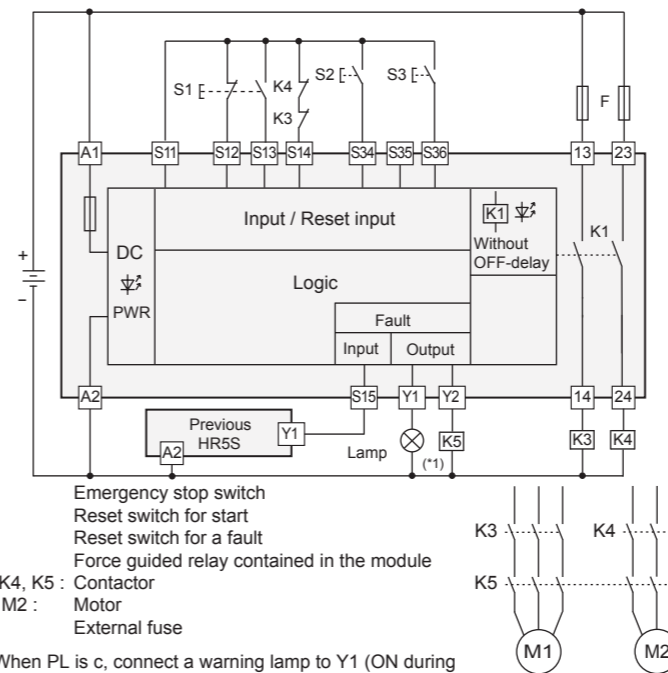 S1 K4 S2 S3
K3 F
A1 S11 S12 S13 S14 S34 S35 S36 13 23
Input / Reset input K1 K1
DC Without
OFF-delay
+ Logic
− PWR
Fault
Input Output
A2 S15 Y1 Y2 14 24
Previous
HR5S
Y1
A2
Lamp (*1) K5 K3 K4
Emergency stop switch
Reset switch for start
Reset switch for a fault
Force guided relay contained in the module
K4, K5 : Contactor
M2 : Motor
External fuse
When PL is c, connect a warning lamp to Y1 (ON during
K3 K4
K5
M1 M2